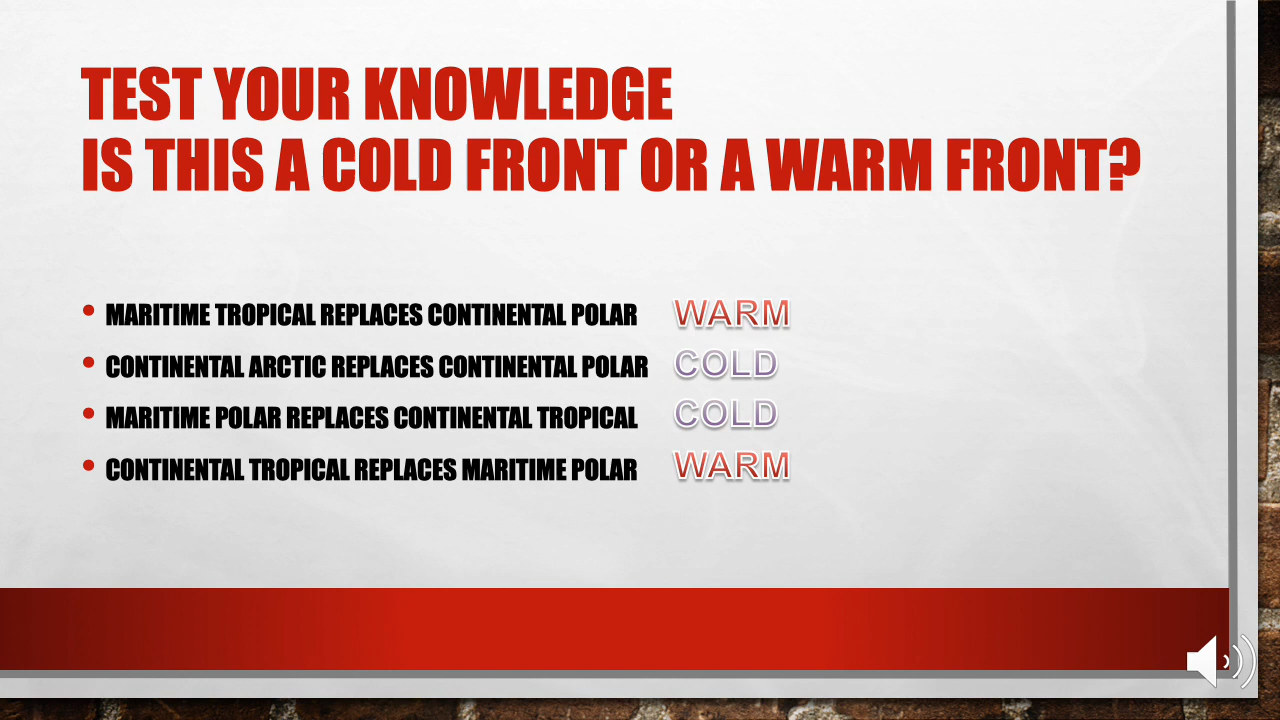 TEST YOUR KNOWLEDGE
IS THIS A COLD FRONT OR A WARM FRONT?
• MARITIME TROPICAL REPLACES CONTINENTAL POLAR WARM
• CONTINENTAL ARCTIC REPLACES CONTINENTAL POLAR COLD
• MARITIME POLAR REPLACES CONTINENTAL TROPICAL COLD
• CONTINENTAL TROPICAL REPLACES MARITIME POLAR WARM